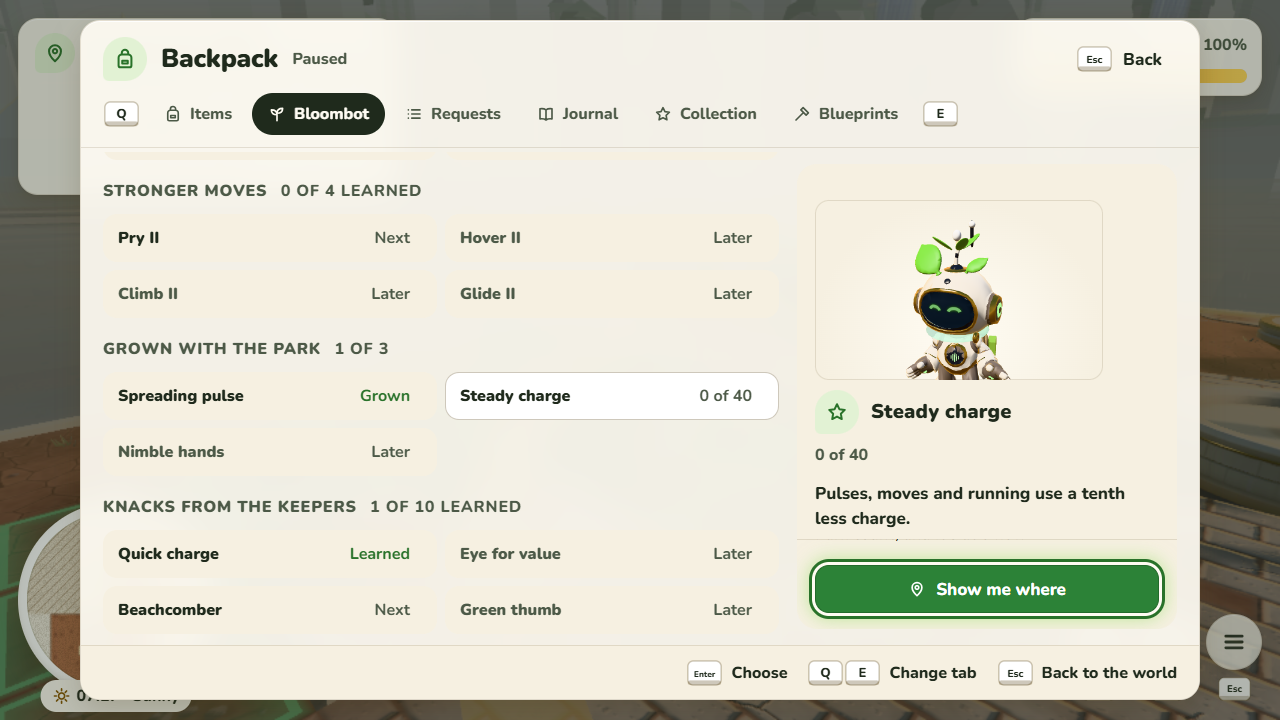 Backpack Paused
Esc Back
100%
Q Items Bloombot Requests Journal Collection Blueprints E
STRONGER MOVES 0 OF 4 LEARNED
Pry II Next
Hover II Later
Climb II Later
Glide II Later
GROWN WITH THE PARK 1 OF 3
Spreading pulse Grown
Steady charge 0 of 40
Nimble hands Later
KNACKS FROM THE KEEPERS 1 OF 10 LEARNED
Quick charge Learned
Eye for value Later
Beachcomber Next
Green thumb Later
Steady charge
0 of 40
Pulses, moves and running use a tenth
less charge.
Show me where
Enter Choose Q E Change tab Esc Back to the world
Esc